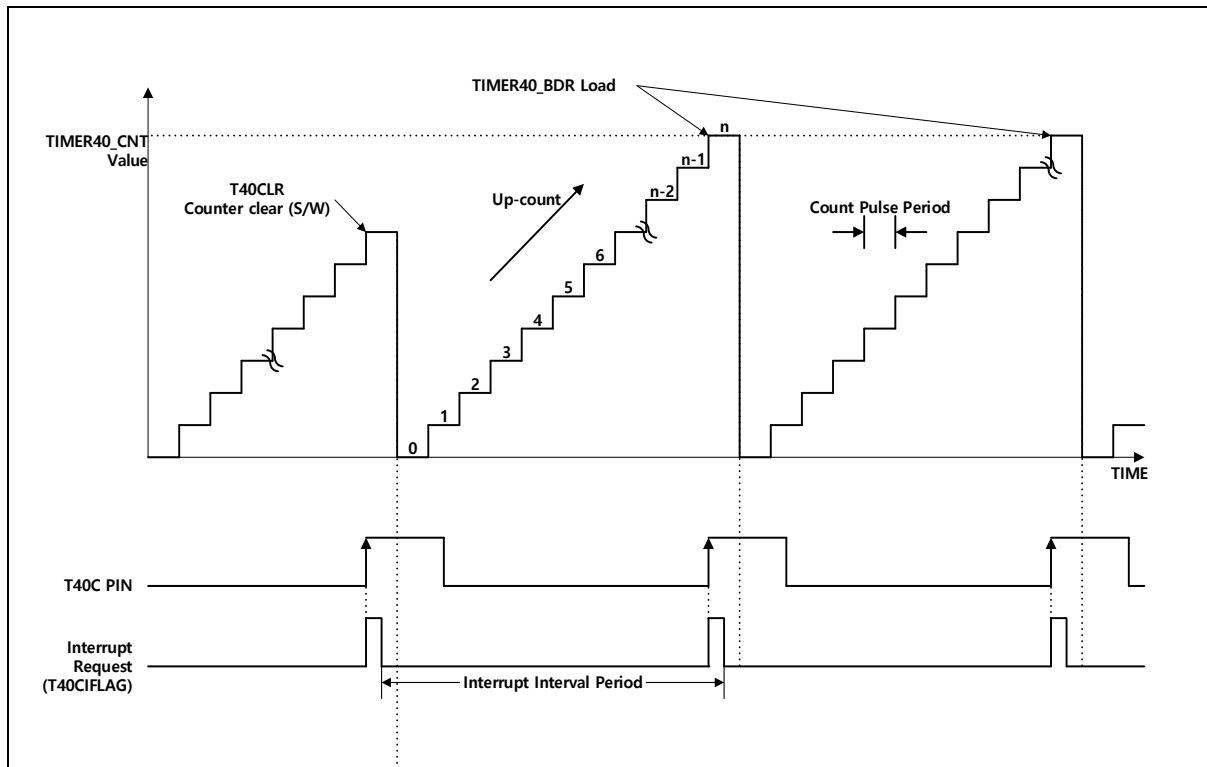 TIMER40_BDR Load
TIMER40_CNT
Value
n
n-1
n-2
T40CLR
Counter clear (S/W)
Up-count
Count Pulse Period
6
5
4
3
2
1
0
TIME
T40C PIN
Interrupt
Request
(T40CIFLAG)
Interrupt Interval Period